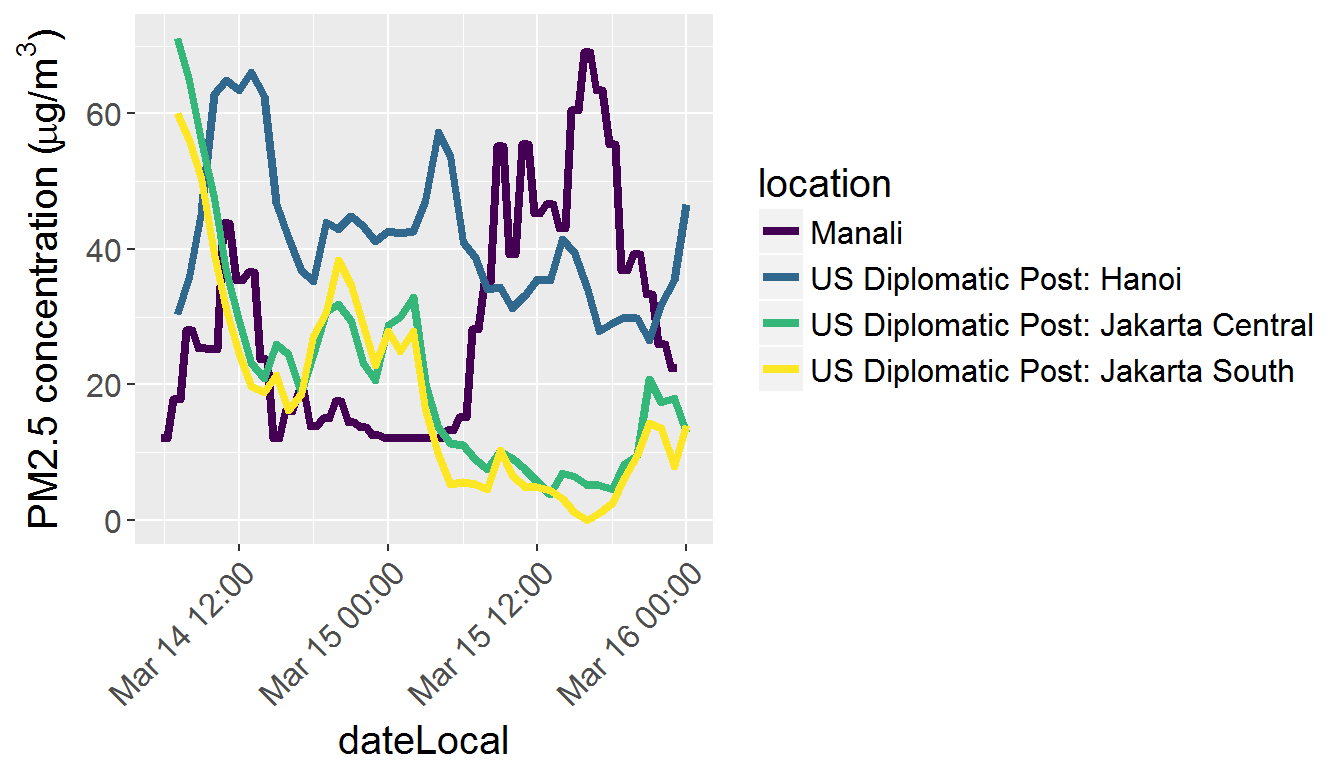 PM2.5 concentration (μg/m³)
60
40
20
0
Mar 14 12:00
Mar 15 00:00
Mar 15 12:00
Mar 16 00:00
dateLocal
location
Manali
US Diplomatic Post: Hanoi
US Diplomatic Post: Jakarta Central
US Diplomatic Post: Jakarta South